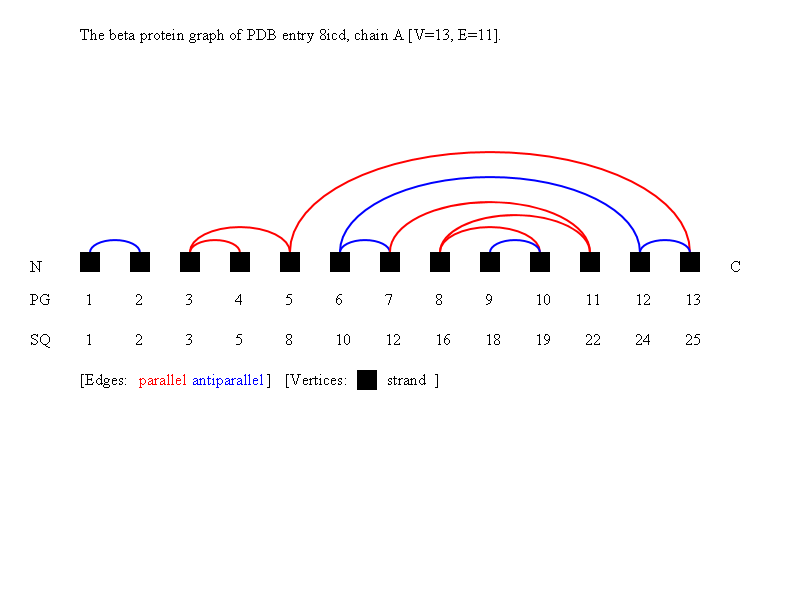 The beta protein graph of PDB entry 8icd, chain A [V=13, E=11].
N C
PG 1 2 3 4 5 6 7 8 9 10 11 12 13
SQ 1 2 3 5 8 10 12 16 18 19 22 24 25
[Edges: parallel antiparallel] [Vertices: strand ]